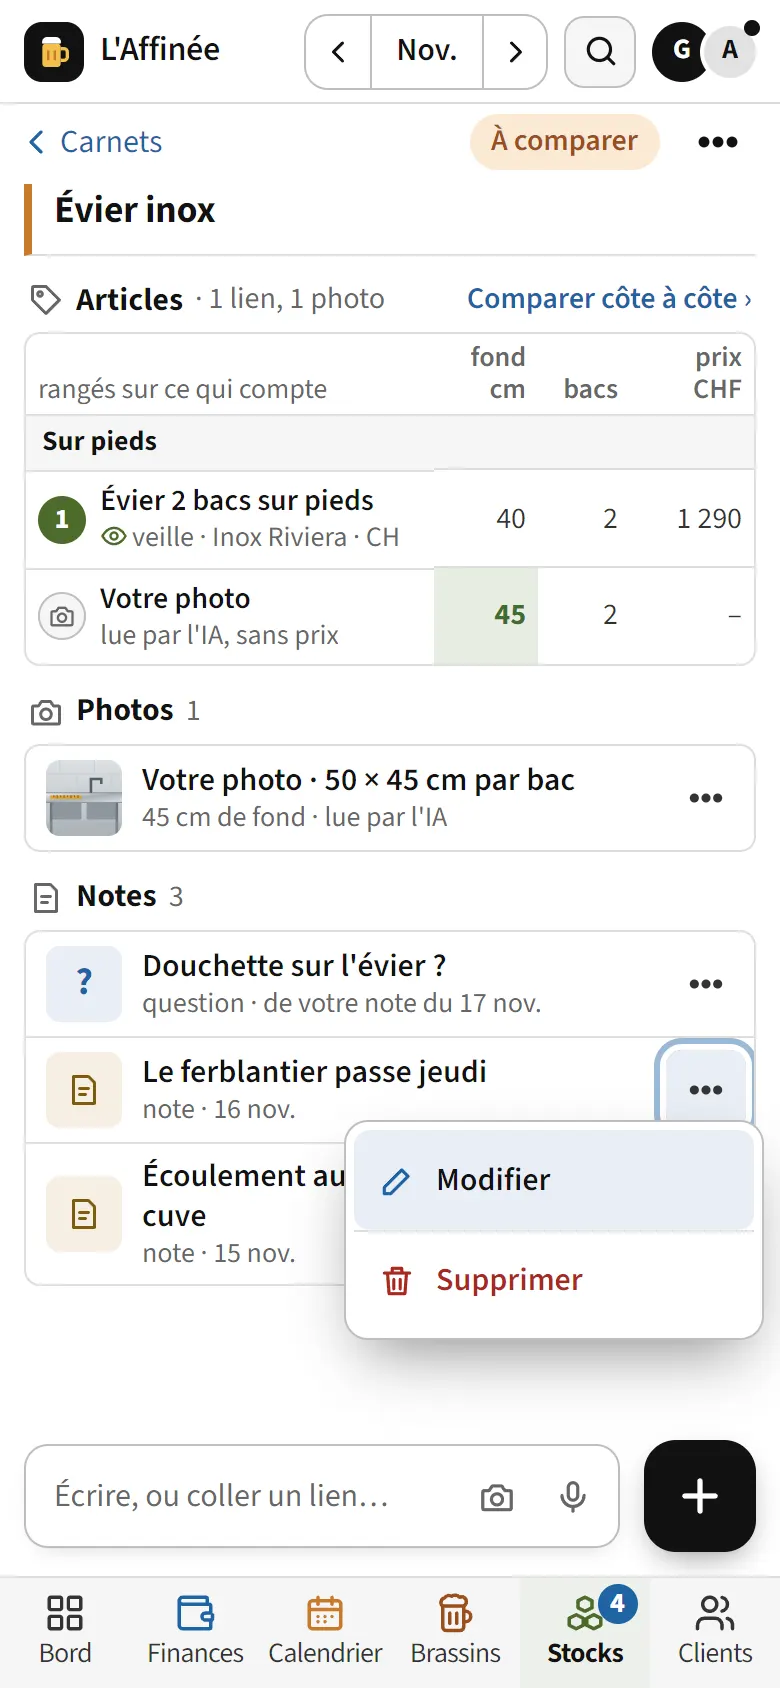 L'Affinée
Nov.
G
A
Carnets
À comparer
Évier inox
Articles · 1 lien, 1 photo
Comparer côte à côte ›
rangés sur ce qui compte
fond
cm
bacs
prix
CHF
Sur pieds
1
Évier 2 bacs sur pieds
veille · Inox Riviera · CH
40
2
1 290
Votre photo
lue par l'IA, sans prix
45
2
–
Photos 1
Votre photo · 50 × 45 cm par bac
45 cm de fond · lue par l'IA
Notes 3
?
Douchette sur l'évier ?
question · de votre note du 17 nov.
Le ferblantier passe jeudi
note · 16 nov.
Écoulement au
cuve
note · 15 nov.
Modifier
Supprimer
Écrire, ou coller un lien…
Bord
Finances
Calendrier
Brassins
4
Stocks
Clients